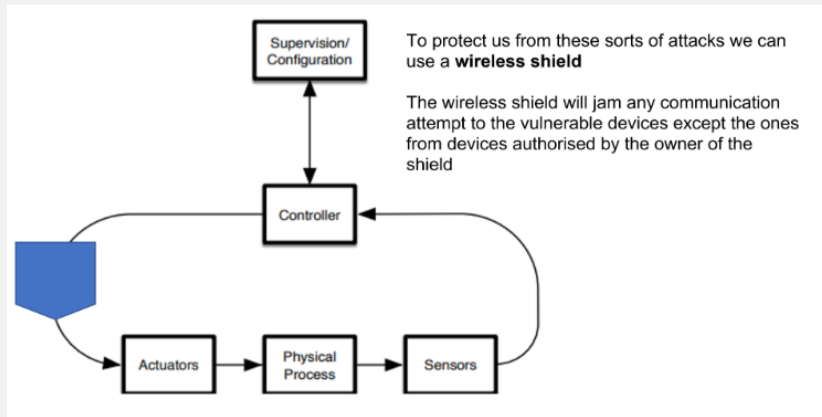 Supervision/
Configuration
To protect us from these sorts of attacks we can
use a wireless shield
The wireless shield will jam any communication
attempt to the vulnerable devices except the ones
from devices authorised by the owner of the
shield
Controller
Actuators
Physical
Process
Sensors